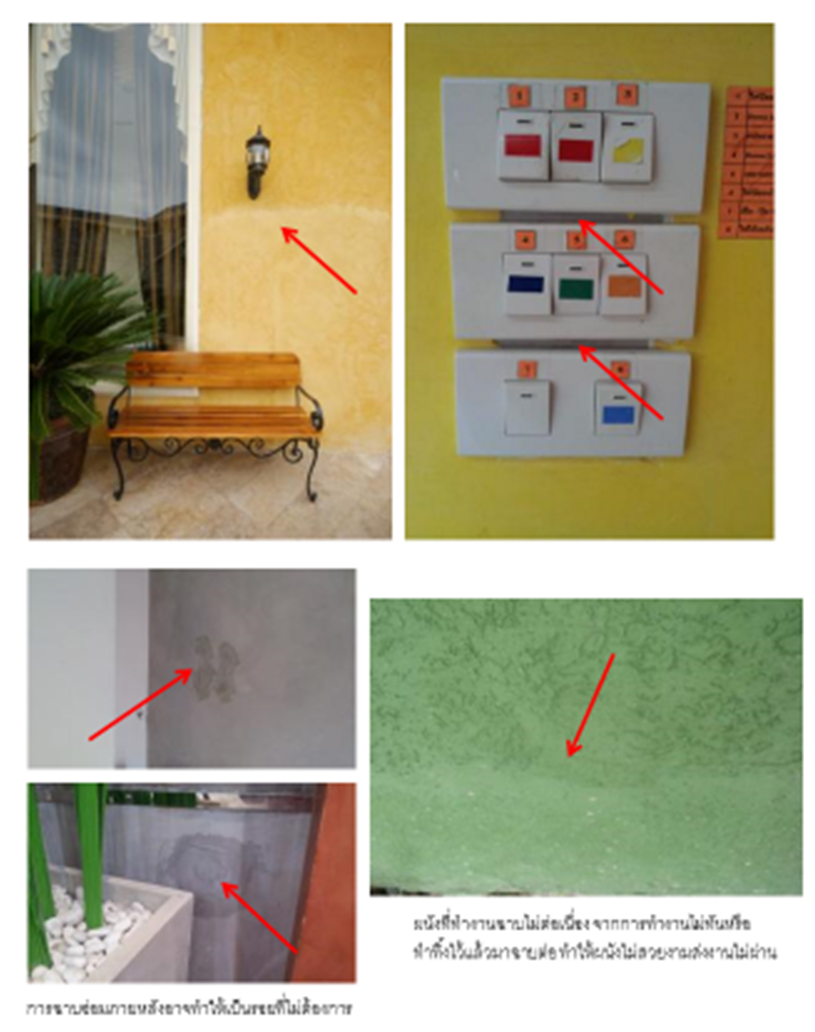 1 2 3
4 5 6
7 8
ผนังที่ทำงานฉาบไม่ต่อเนื่อง จากการทำงานไม่ทันหรือ
ทำทิ้งไว้แล้วมาฉาบต่อ ทำให้ผนังไม่สวยงามส่งงานไม่ผ่าน
การฉาบซ่อมภายหลังอาจทำให้เป็นรอยที่ไม่ต้องการ